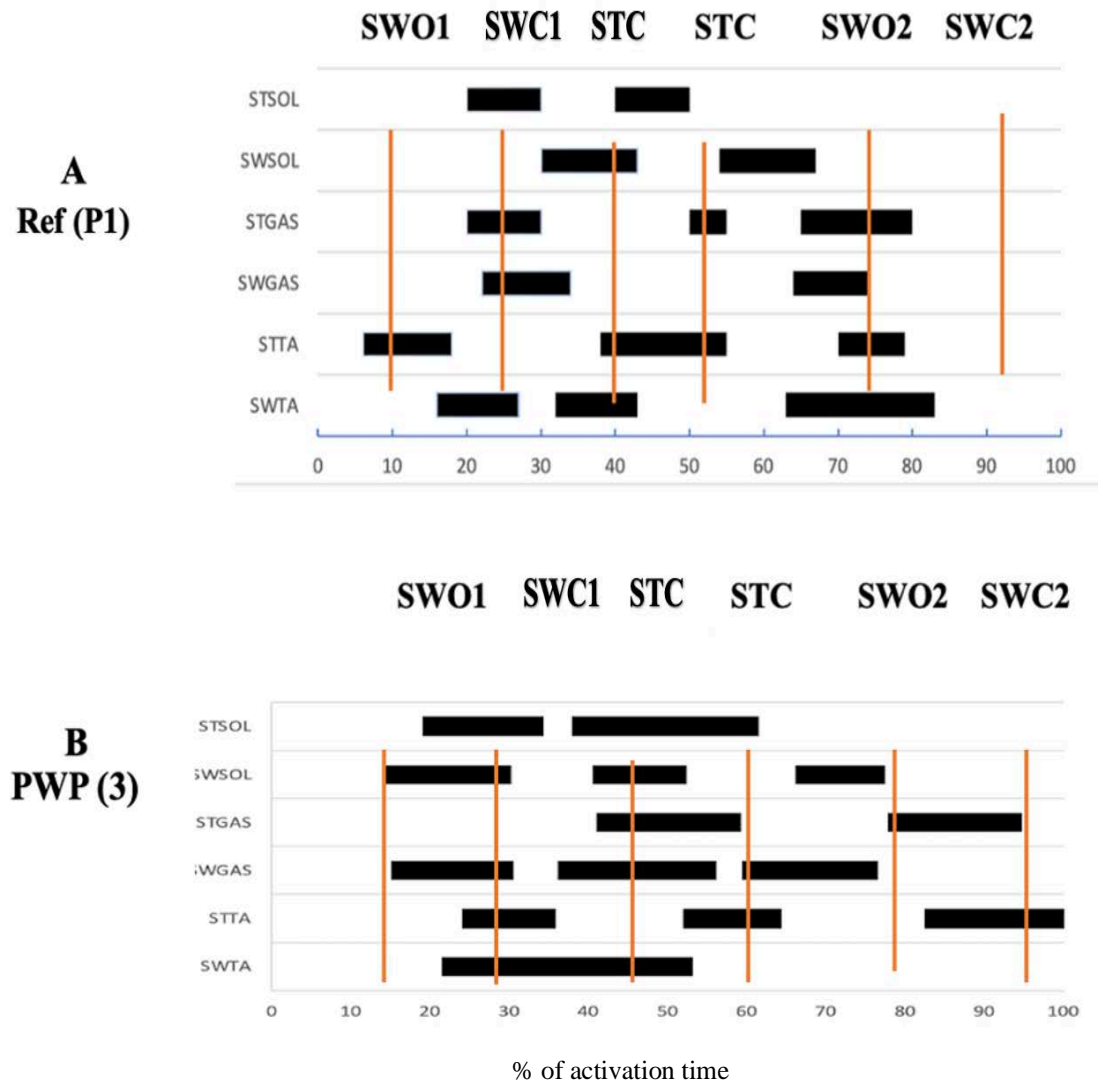 SWO1 SWC1 STC STC SWO2 SWC2
A
Ref (P1)
STSOL
SWSOL
STGAS
SWGAS
STTA
SWTA
0 10 20 30 40 50 60 70 80 90 100
SWO1 SWC1 STC STC SWO2 SWC2
B
PWP (3)
STSOL
SWSOL
STGAS
SWGAS
STTA
SWTA
0 10 20 30 40 50 60 70 80 90 100
% of activation time